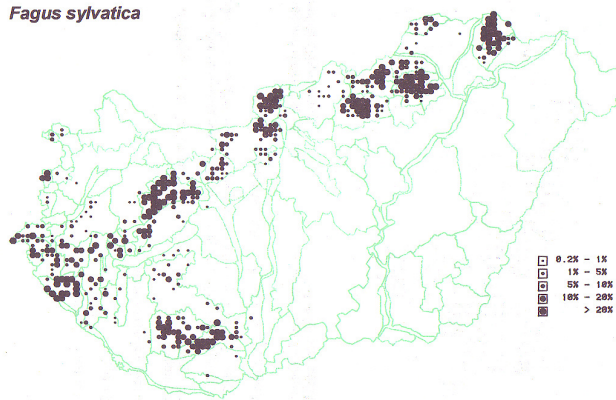 Fagus sylvatica
0.2% - 1%
1% - 5%
5% - 10%
10% - 20%
> 20%